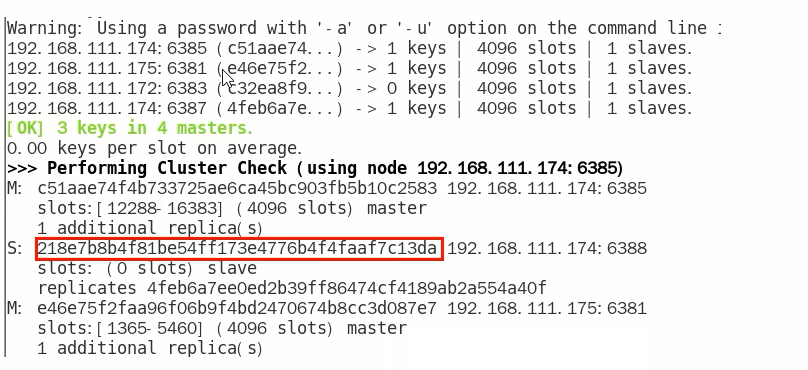 Warning: Using a password with '-a' or '-u' option on the command line :
192.168.111.174:6385 (c51aae74...) -> 1 keys | 4096 slots | 1 slaves.
192.168.111.175:6381 (e46e75f2...) -> 1 keys | 4096 slots | 1 slaves.
192.168.111.172:6383 (c32ea8f9...) -> 0 keys | 4096 slots | 1 slaves.
192.168.111.174:6387 (4feb6a7e...) -> 1 keys | 4096 slots | 1 slaves.
[OK] 3 keys in 4 masters.
0.00 keys per slot on average.
>>> Performing Cluster Check (using node 192.168.111.174:6385)
M: c51aae74f4b733725ae6ca45bc903fb5b10c2583 192.168.111.174:6385
slots:[12288-16383] (4096 slots) master
1 additional replica(s)
S: 218e7b8b4f81be54ff173e4776b4f4faaf7c13da 192.168.111.174:6388
slots: (0 slots) slave
replicates 4feb6a7ee0ed2b39ff86474cf4189ab2a554a40f
M: e46e75f2faa96f06b9f4bd2470674b8cc3d087e7 192.168.111.175:6381
slots:[1365-5460] (4096 slots) master
1 additional replica(s)